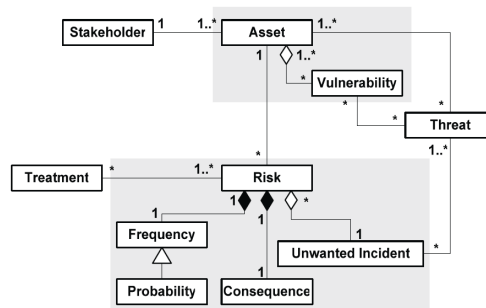 Stakeholder 1 1..* Asset 1..*
1 1..*
* Vulnerability
* * * Threat
1..*
*
Treatment * 1..* Risk
1 1 *
1
Frequency 1
Unwanted Incident *
Probability 1 Consequence